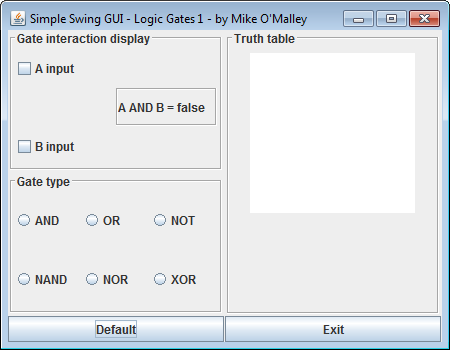 Simple Swing GUI - Logic Gates 1 - by Mike O'Malley
Gate interaction display
A input
A AND B = false
B input
Gate type
AND OR NOT
NAND NOR XOR
Truth table
Default Exit